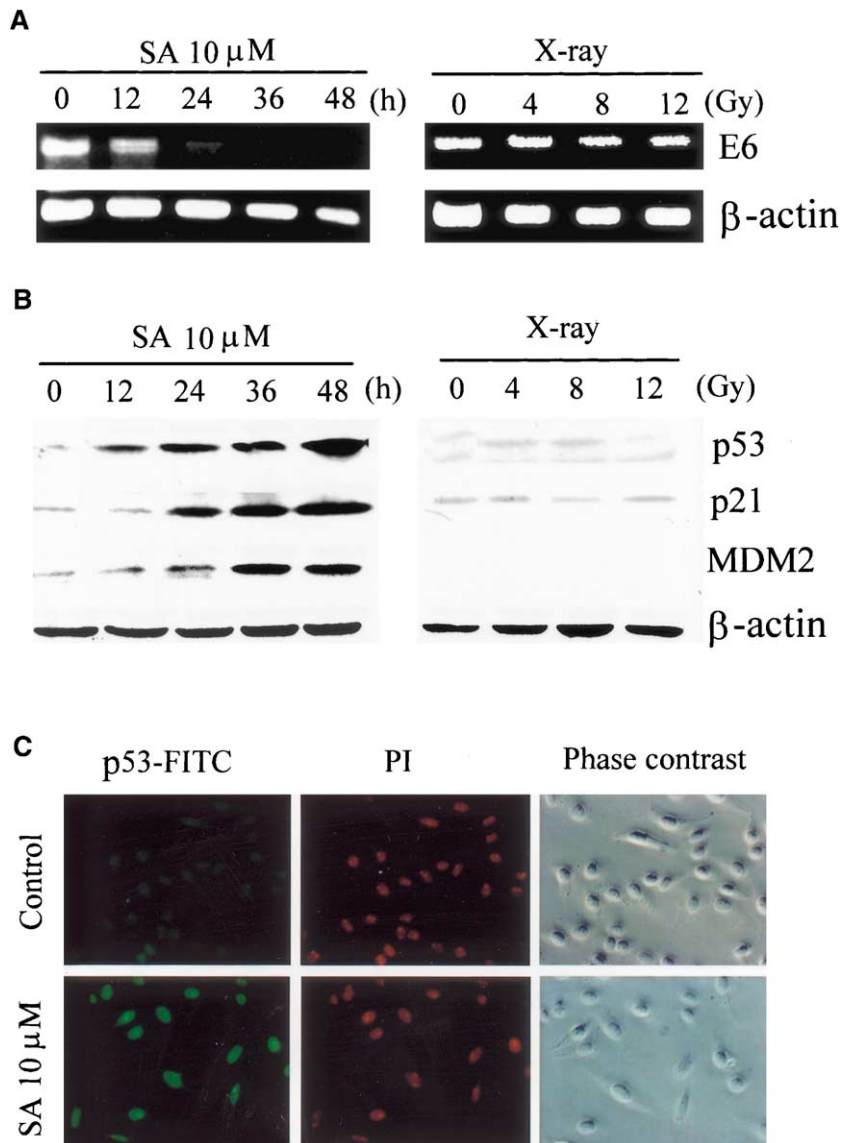 A
SA 10 μM
X-ray
0 12 24 36 48 (h)
0 4 8 12 (Gy)
E6
β-actin
B
SA 10 μM
X-ray
0 12 24 36 48 (h)
0 4 8 12 (Gy)
p53
p21
MDM2
β-actin
C
p53-FITC
PI
Phase contrast
Control
SA 10 μM